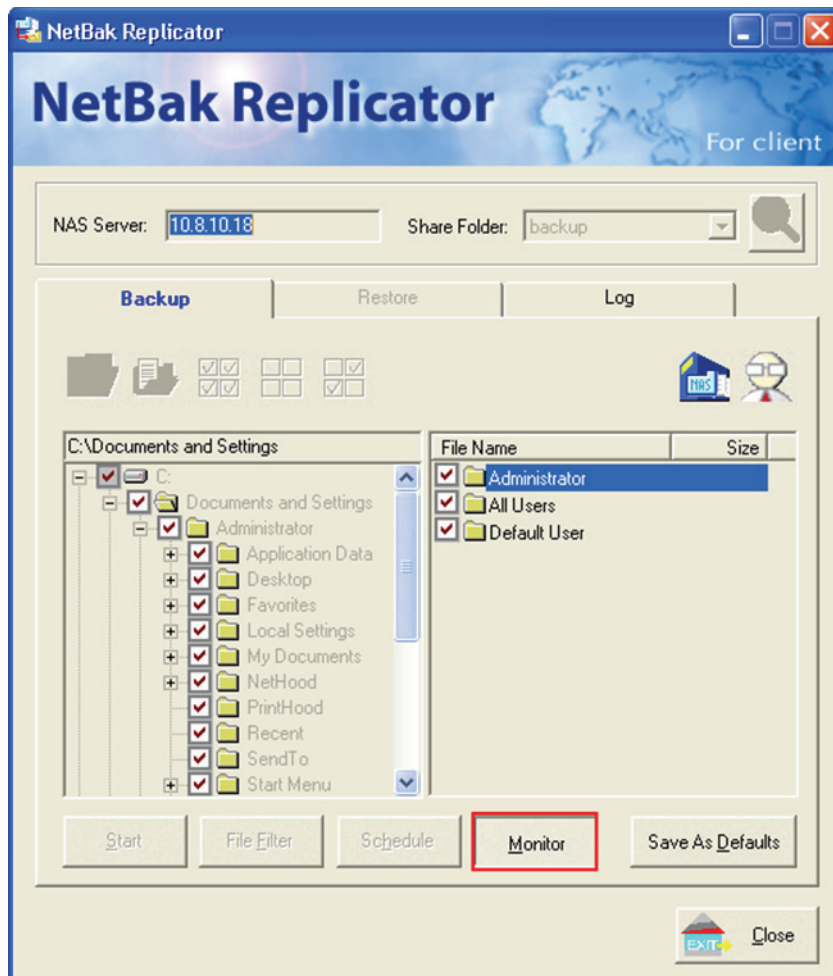 NetBak Replicator
NetBak Replicator
For client
NAS Server: 10.8.10.18 Share Folder: backup
Backup Restore Log
NAS
C:\Documents and Settings
C:
Documents and Settings
Administrator
Application Data
Desktop
Favorites
Local Settings
My Documents
NetHood
PrintHood
Recent
SendTo
Start Menu
File Name Size
Administrator
All Users
Default User
Start File Filter Schedule Monitor Save As Defaults
EXIT Close